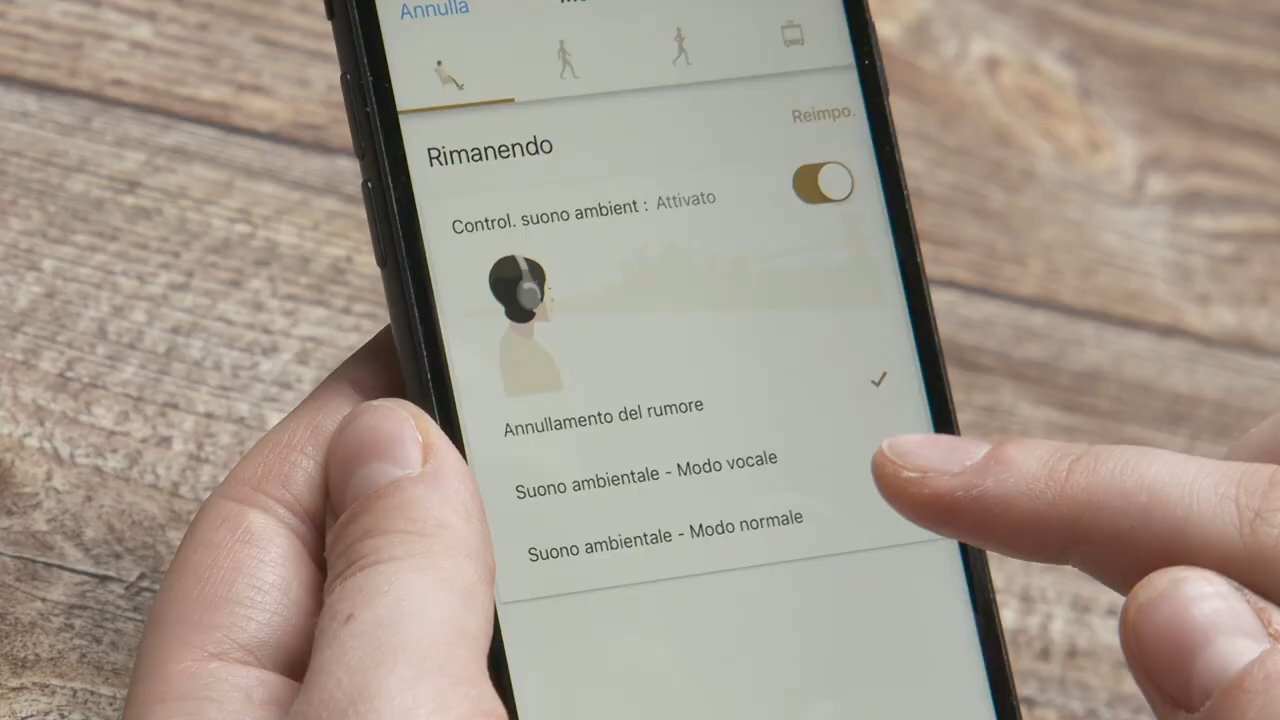 Annulla
Reimpo.
Rimanendo
Control. suono ambient : Attivato
Annullamento del rumore
Suono ambientale - Modo vocale
Suono ambientale - Modo normale